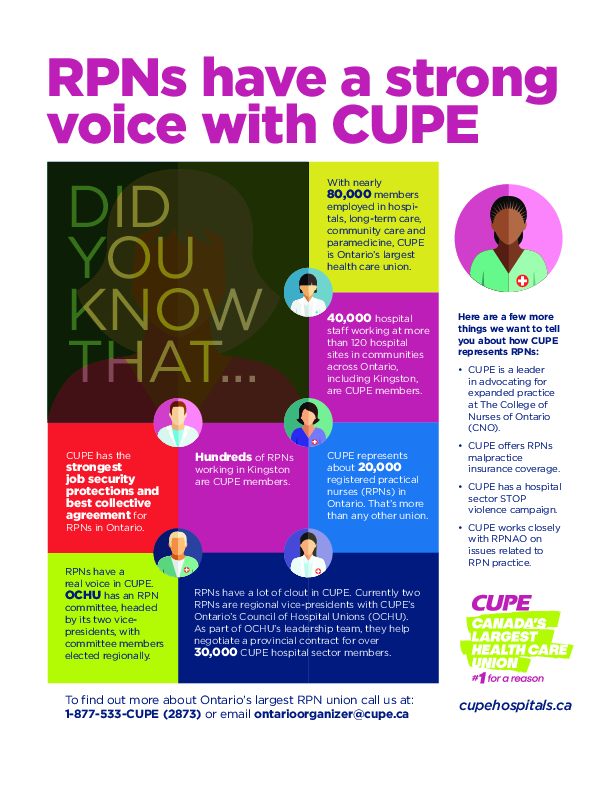 RPNs have a strong
voice with CUPE
DID
YOU
KNOW
THAT...
With nearly
80,000 members
employed in hospi-
tals, long-term care,
community care and
paramedicine, CUPE
is Ontario's largest
health care union.
40,000 hospital
staff working at more
than 120 hospital
sites in communities
across Ontario,
including Kingston,
are CUPE members.
CUPE has the
strongest
job security
protections and
best collective
agreement for
RPNs in Ontario.
Hundreds of RPNs
working in Kingston
are CUPE members.
CUPE represents
about 20,000
registered practical
nurses (RPNs) in
Ontario. That's more
than any other union.
RPNs have a
real voice in CUPE.
OCHU has an RPN
committee, headed
by its two vice-
presidents, with
committee members
elected regionally.
RPNs have a lot of clout in CUPE. Currently two
RPNs are regional vice-presidents with CUPE's
Ontario's Council of Hospital Unions (OCHU).
As part of OCHU's leadership team, they help
negotiate a provincial contract for over
30,000 CUPE hospital sector members.
Here are a few more
things we want to tell
you about how CUPE
represents RPNs:
• CUPE is a leader
in advocating for
expanded practice
at The College of
Nurses of Ontario
(CNO).
• CUPE offers RPNs
malpractice
insurance coverage.
• CUPE has a hospital
sector STOP
violence campaign.
• CUPE works closely
with RPNAO on
issues related to
RPN practice.
CUPE
CANADA'S
LARGEST
HEALTH CARE
UNION
#1 for a reason
cupehospitals.ca
To find out more about Ontario's largest RPN union call us at:
1-877-533-CUPE (2873) or email ontarioorganizer@cupe.ca